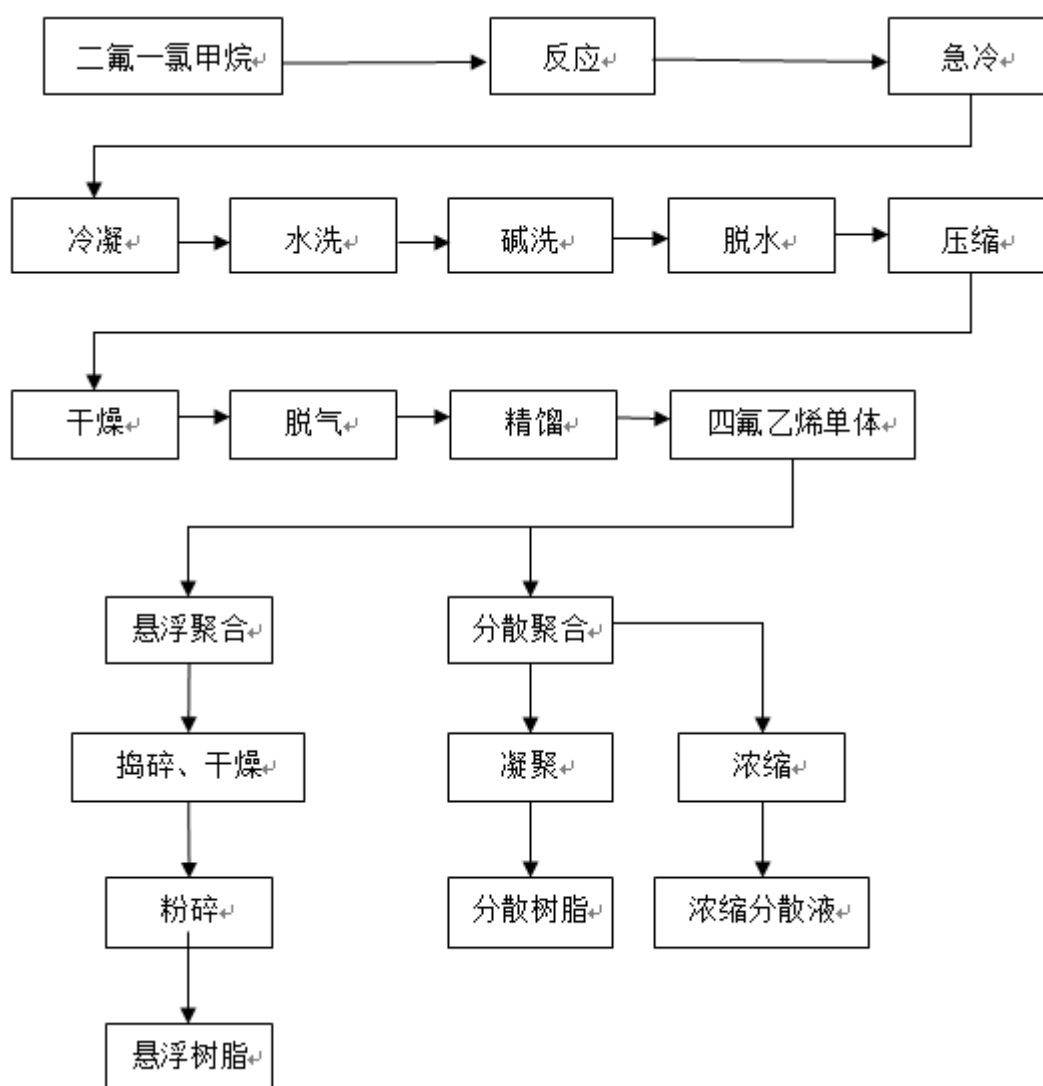 二氟一氯甲烷
反应
急冷
冷凝
水洗
碱洗
脱水
压缩
干燥
脱气
精馏
四氟乙烯单体
悬浮聚合
分散聚合
捣碎、干燥
凝聚
浓缩
粉碎
分散树脂
浓缩分散液
悬浮树脂